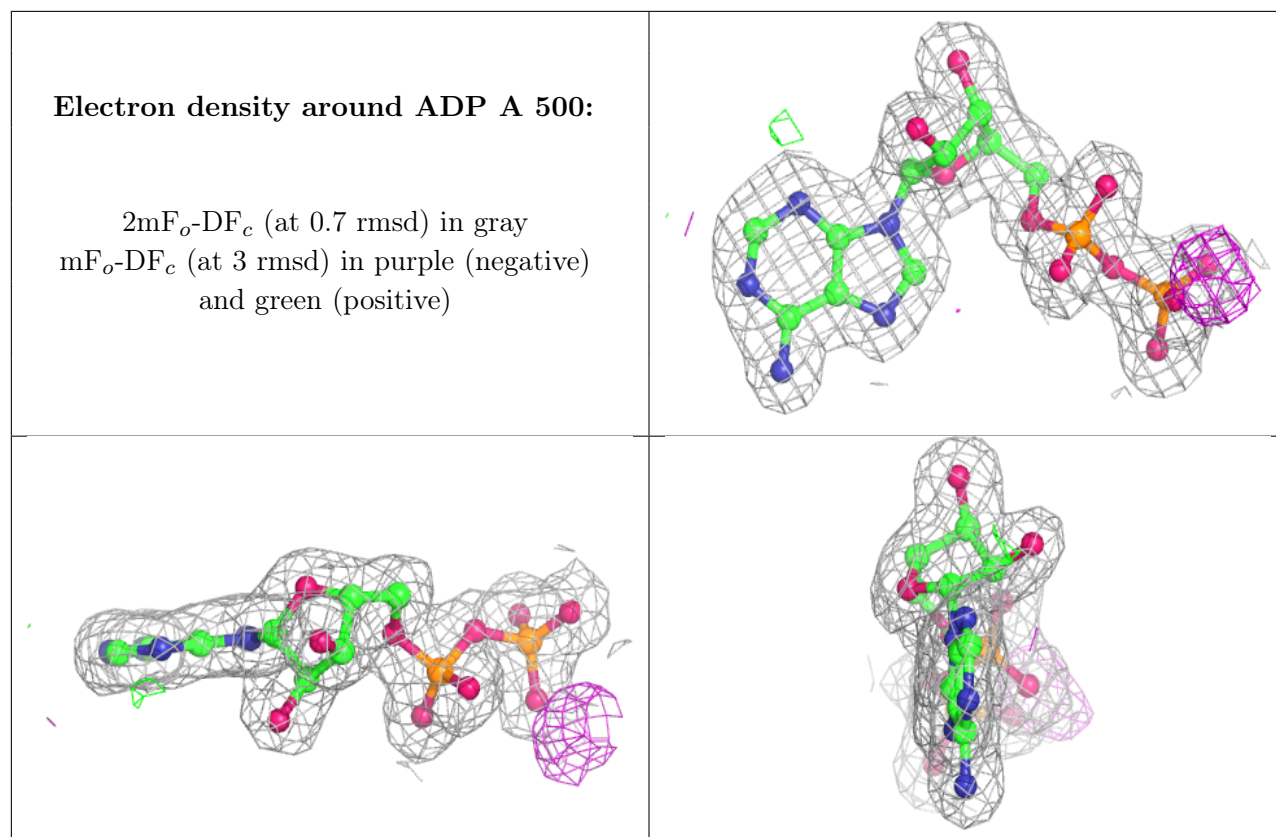 Electron density around ADP A 500:
2mFₒ-DF𝒸 (at 0.7 rmsd) in gray
mFₒ-DF𝒸 (at 3 rmsd) in purple (negative)
and green (positive)